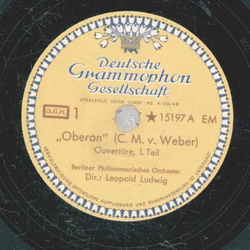 Deutsche
Grammophon
Gesellschaft
D.G.G. 1
★15197 A EM
„Oberon" (C. M. v. Weber)
Ouvertüre, I. Teil
Berliner Philharmonisches Orchester
Dir.: Leopold Ludwig